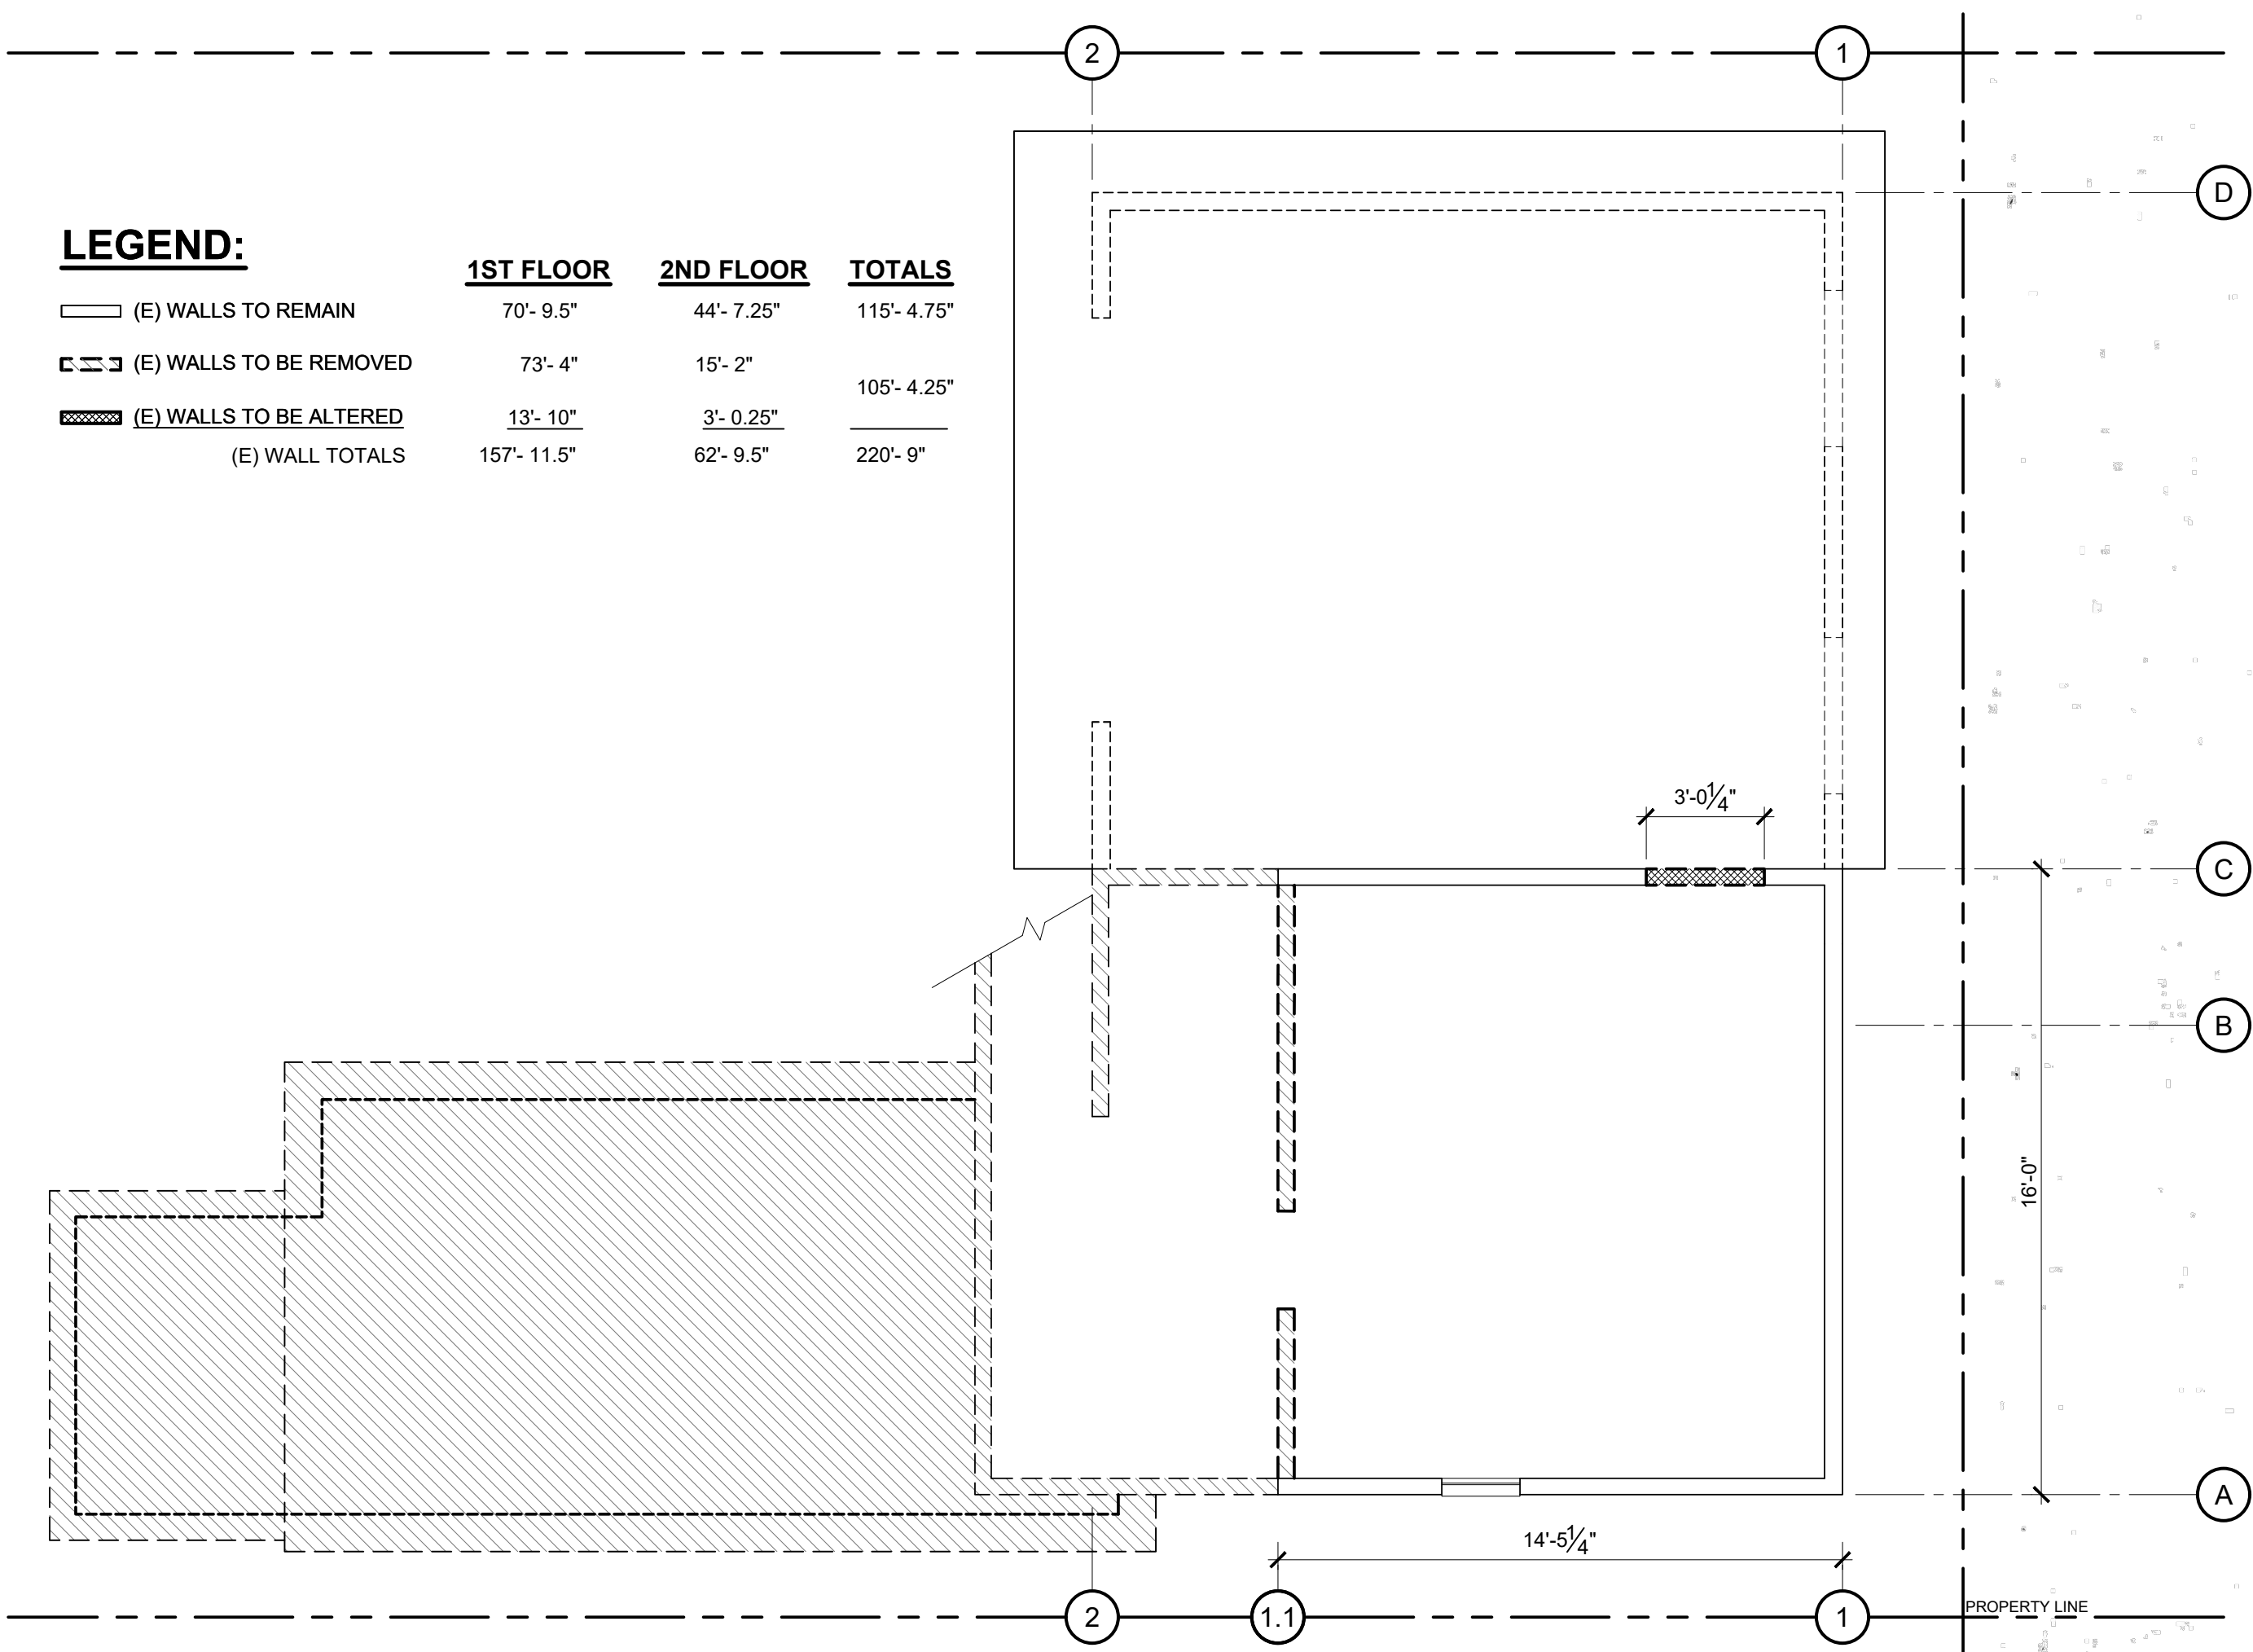 2
1
D
LEGEND:
1ST FLOOR 2ND FLOOR TOTALS
(E) WALLS TO REMAIN 70'- 9.5" 44'- 7.25" 115'- 4.75"
(E) WALLS TO BE REMOVED 73'- 4" 15'- 2"
105'- 4.25"
(E) WALLS TO BE ALTERED 13'- 10" 3'- 0.25"
(E) WALL TOTALS 157'- 11.5" 62'- 9.5" 220'- 9"
3'-01/4"
C
B
16'-0"
A
14'-51/4"
2
1.1
1
PROPERTY LINE